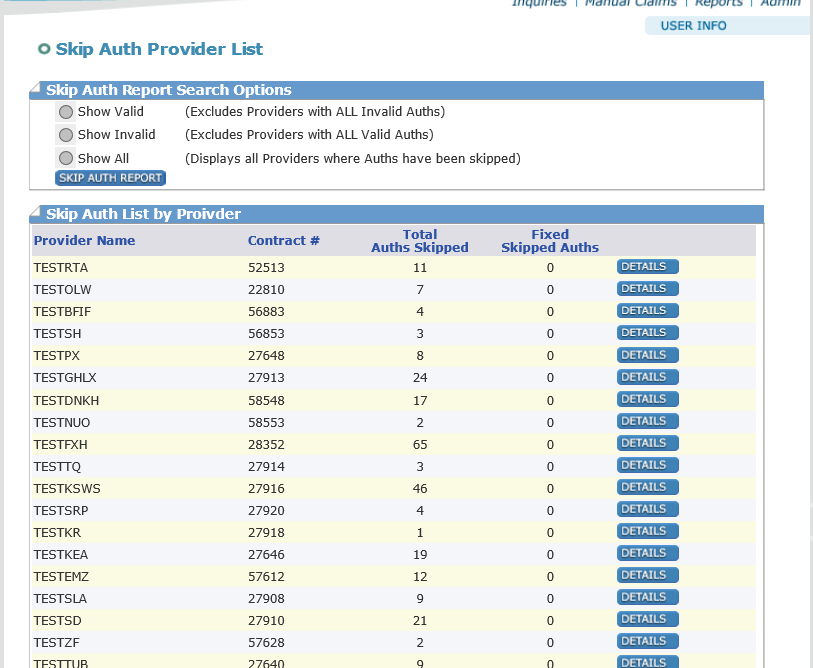 Inquiries | Manual Claims | Reports | Admin
USER INFO
Skip Auth Provider List
Skip Auth Report Search Options
Show Valid (Excludes Providers with ALL Invalid Auths)
Show Invalid (Excludes Providers with ALL Valid Auths)
Show All (Displays all Providers where Auths have been skipped)
SKIP AUTH REPORT
Skip Auth List by Proivder
Provider Name Contract # Total Auths Skipped Fixed Skipped Auths
TESTRTA 52513 11 0 DETAILS
TESTOLW 22810 7 0 DETAILS
TESTBFIF 56883 4 0 DETAILS
TESTSH 56853 3 0 DETAILS
TESTPX 27648 8 0 DETAILS
TESTGHLX 27913 24 0 DETAILS
TESTDNKH 58548 17 0 DETAILS
TESTNUO 58553 2 0 DETAILS
TESTFXH 28352 65 0 DETAILS
TESTTQ 27914 3 0 DETAILS
TESTKSWS 27916 46 0 DETAILS
TESTSRP 27920 4 0 DETAILS
TESTKR 27918 1 0 DETAILS
TESTKEA 27646 19 0 DETAILS
TESTEMZ 57612 12 0 DETAILS
TESTSLA 27908 9 0 DETAILS
TESTSD 27910 21 0 DETAILS
TESTZF 57628 2 0 DETAILS
TESTTUB 27640 9 0 DETAILS